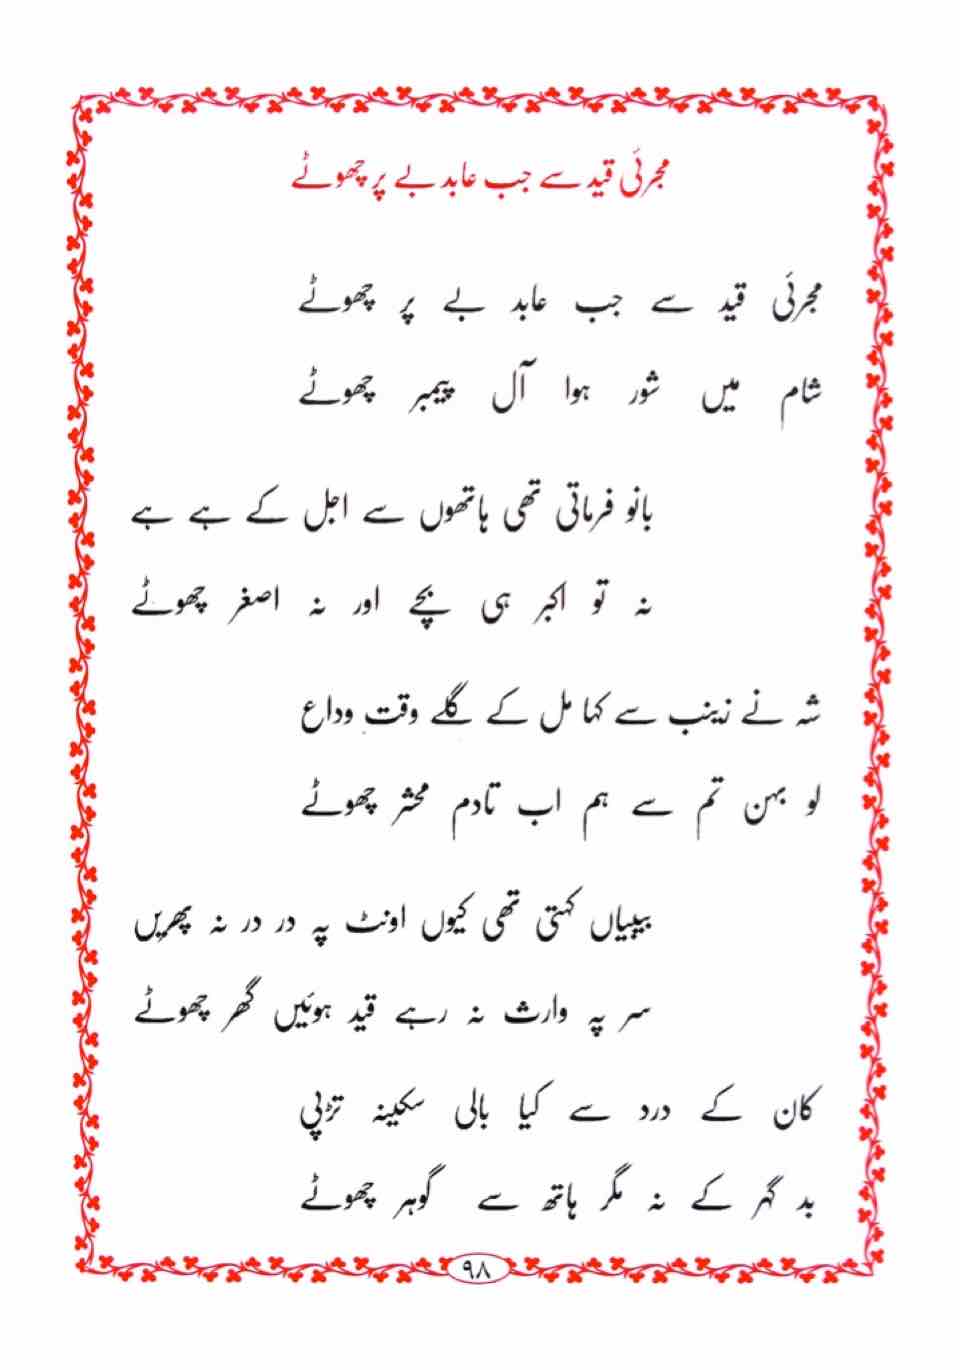 مجرئی قید سے جب عابد بے پر چھوٹے
مجرئی قید سے جب عابد بے پر چھوٹے
شام میں شور ہوا آل پیمبر چھوٹے
بانو فرماتی تھی ہاتھوں سے اجل کے ہے ہے
نہ تو اکبر ہی بچے اور نہ اصغر چھوٹے
شہ نے زینب سے کہا مل کے گلے وقتِ وداع
لو بہن تم سے ہم اب تادم محشر چھوٹے
بیبیاں کہتی تھی کیوں اونٹ پہ در در نہ پھریں
سر پہ وارث نہ رہے قید ہوئیں گھر چھوٹے
کان کے درد سے کیا بالی سکینہ تڑپی
بد گہر کے نہ مگر ہاتھ سے گوہر چھوٹے
۹۸